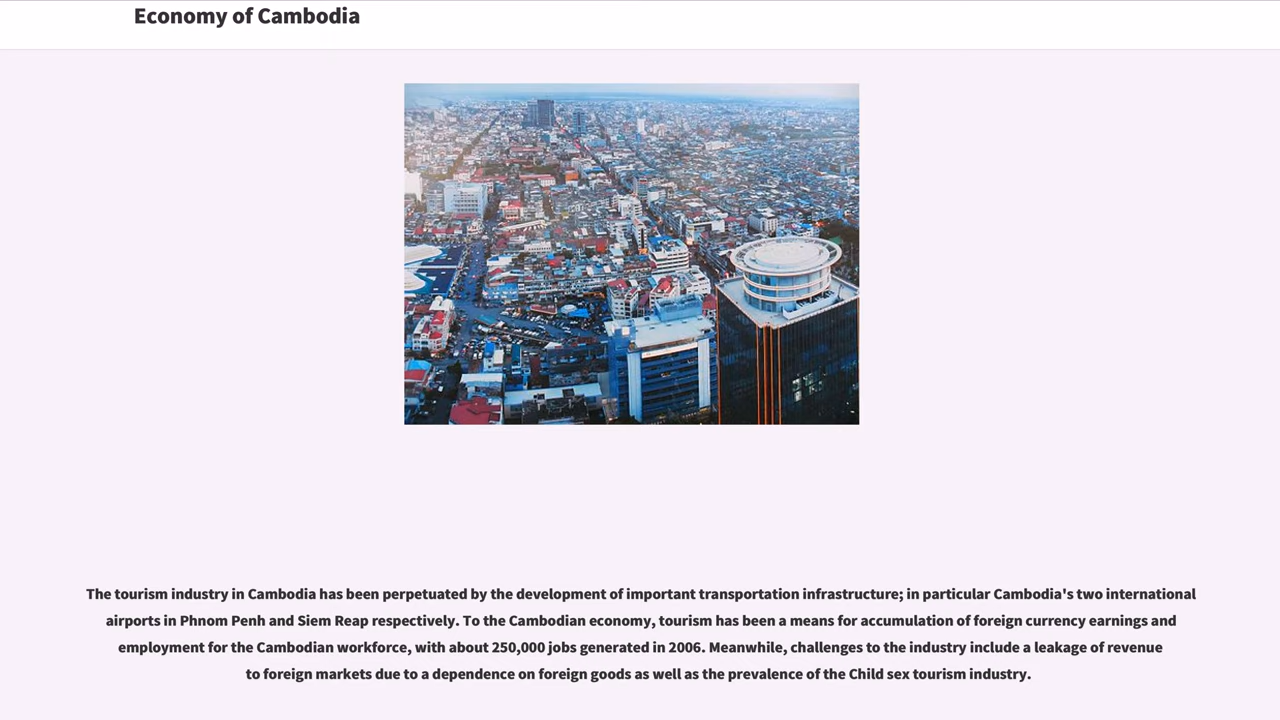 Economy of Cambodia
The tourism industry in Cambodia has been perpetuated by the development of important transportation infrastructure; in particular Cambodia's two international
airports in Phnom Penh and Siem Reap respectively. To the Cambodian economy, tourism has been a means for accumulation of foreign currency earnings and
employment for the Cambodian workforce, with about 250,000 jobs generated in 2006. Meanwhile, challenges to the industry include a leakage of revenue
to foreign markets due to a dependence on foreign goods as well as the prevalence of the Child sex tourism industry.